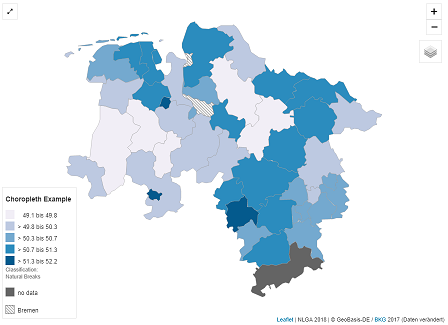 +
−
Choropleth Example
49.1 bis 49.8
> 49.8 bis 50.3
> 50.3 bis 50.7
> 50.7 bis 51.3
> 51.3 bis 52.2
Classification:
Natural Breaks
no data
Bremen
Leaflet | NLGA 2018 | © GeoBasis-DE / BKG 2017 (Daten verändert)